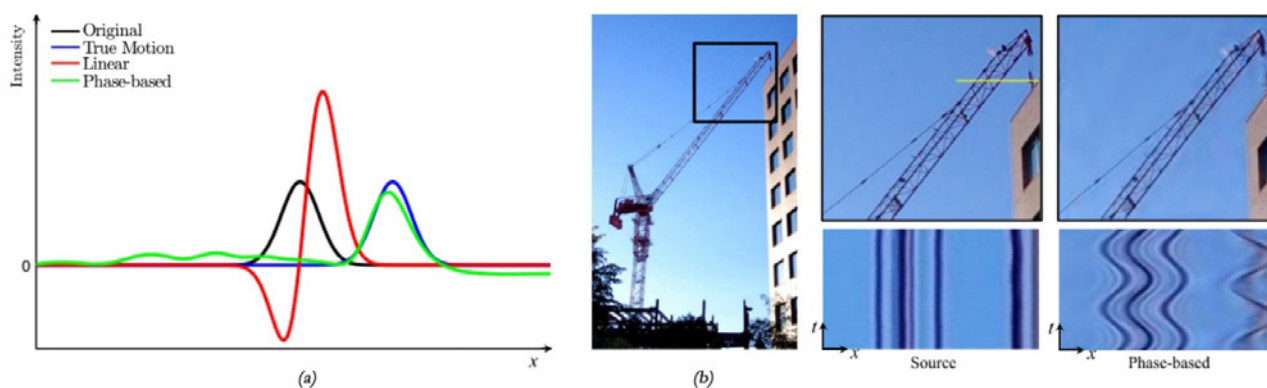 Intensity
Original
True Motion
Linear
Phase-based
0
x
(a)
(b)
t
x
Source
t
x
Phase-based